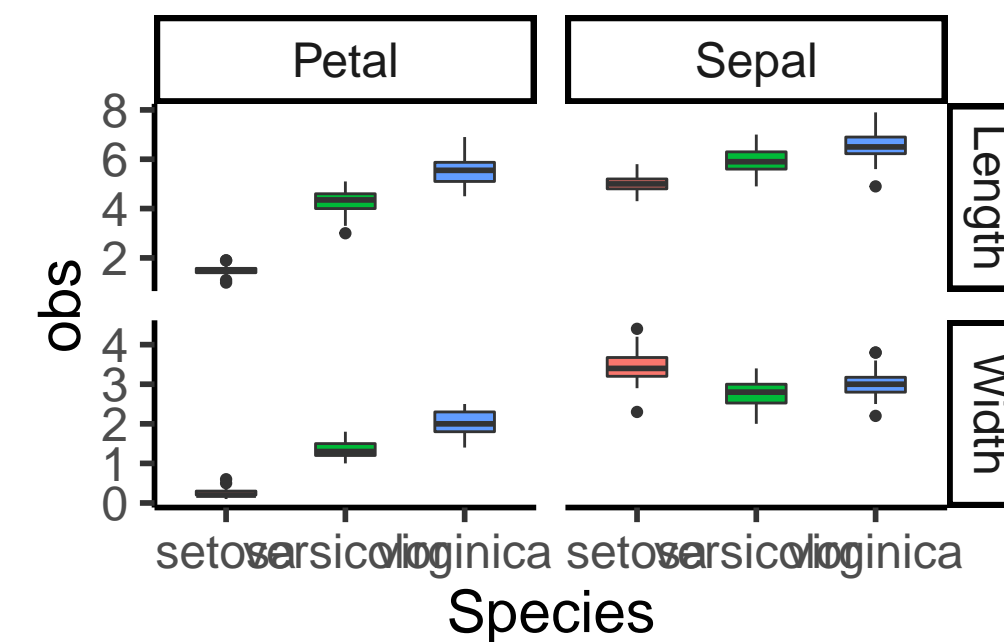 Petal Sepal
8
6
4
2
Length
obs
4
3
2
1
0
Width
setosa versicolor virginica setosa versicolor virginica
Species